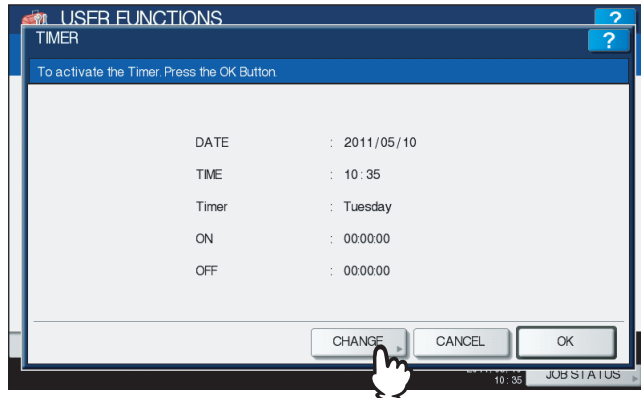 USER FUNCTIONS
?
TIMER
?
To activate the Timer. Press the OK Button.
DATE : 2011/05/10
TIME : 10:35
Timer : Tuesday
ON : 00:00:00
OFF : 00:00:00
CHANGE CANCEL OK
10:35 JOB STATUS